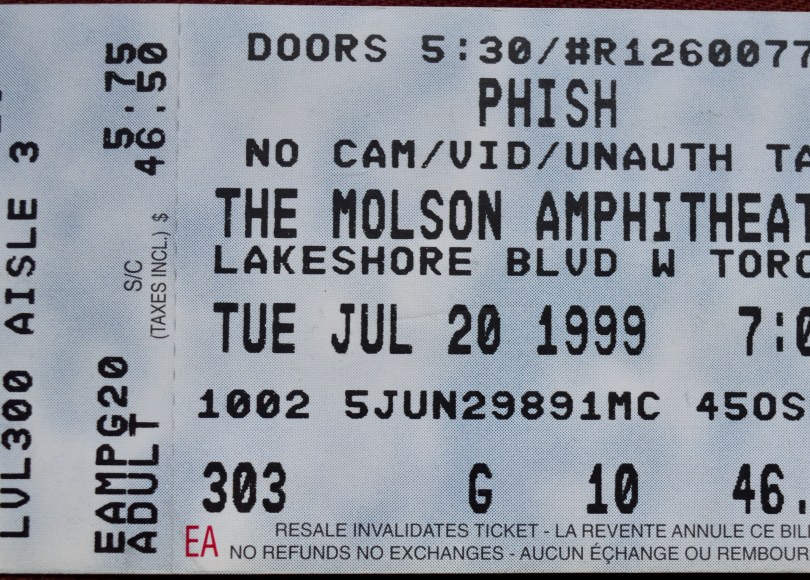 LVL300 AISLE 3
EAMPG20
ADULT
S/C
(TAXES INCL.) $
5.75
46.50
DOORS 5:30/#R1260077
PHISH
NO CAM/VID/UNAUTH TA
THE MOLSON AMPHITHEAT
LAKESHORE BLVD W TORO
TUE JUL 20 1999 7:0
1002 5JUN29891MC 450S
303 G 10 46.
EA
RESALE INVALIDATES TICKET - LA REVENTE ANNULE CE BIL
NO REFUNDS NO EXCHANGES - AUCUN ÉCHANGE OU REMBOUR